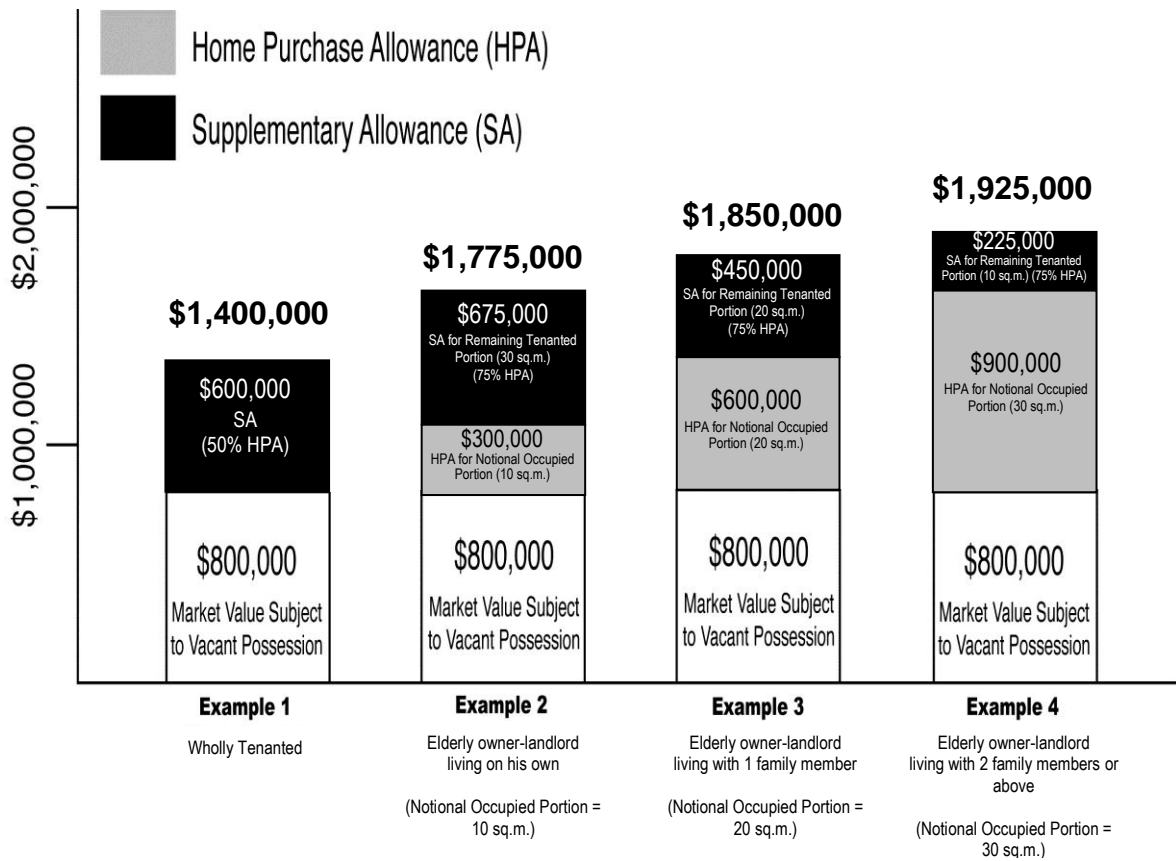 Home Purchase Allowance (HPA)
Supplementary Allowance (SA)
$2,000,000
$1,000,000
$1,400,000
$600,000
SA
(50% HPA)
$800,000
Market Value Subject
to Vacant Possession
Example 1
Wholly Tenanted
$1,775,000
$675,000
SA for Remaining Tenanted
Portion (30 sq.m.)
(75% HPA)
$300,000
HPA for Notional Occupied
Portion (10 sq.m.)
$800,000
Market Value Subject
to Vacant Possession
Example 2
Elderly owner-landlord
living on his own
(Notional Occupied Portion =
10 sq.m.)
$1,850,000
$450,000
SA for Remaining Tenanted
Portion (20 sq.m.)
(75% HPA)
$600,000
HPA for Notional Occupied
Portion (20 sq.m.)
$800,000
Market Value Subject
to Vacant Possession
Example 3
Elderly owner-landlord
living with 1 family member
(Notional Occupied Portion =
20 sq.m.)
$1,925,000
$225,000
SA for Remaining Tenanted
Portion (10 sq.m.) (75% HPA)
$900,000
HPA for Notional Occupied
Portion (30 sq.m.)
$800,000
Market Value Subject
to Vacant Possession
Example 4
Elderly owner-landlord
living with 2 family members or
above
(Notional Occupied Portion =
30 sq.m.)